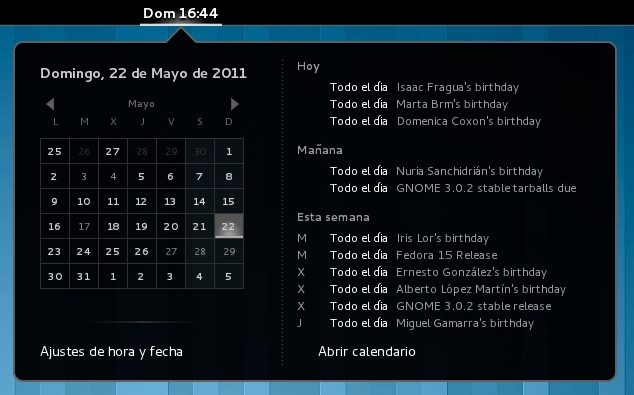 Dom 16:44
Domingo, 22 de Mayo de 2011
Mayo
L M X J V S D
25 26 27 28 29 30 1
2 3 4 5 6 7 8
9 10 11 12 13 14 15
16 17 18 19 20 21 22
23 24 25 26 27 28 29
30 31 1 2 3 4 5
Ajustes de hora y fecha
Hoy
Todo el día Isaac Fragua's birthday
Todo el día Marta Brm's birthday
Todo el día Domenica Coxon's birthday
Mañana
Todo el día Nuria Sanchidrián's birthday
Todo el día GNOME 3.0.2 stable tarballs due
Esta semana
M Todo el día Iris Lor's birthday
M Todo el día Fedora 15 Release
X Todo el día Ernesto González's birthday
X Todo el día Alberto López Martín's birthday
X Todo el día GNOME 3.0.2 stable release
J Todo el día Miguel Gamarra's birthday
Abrir calendario